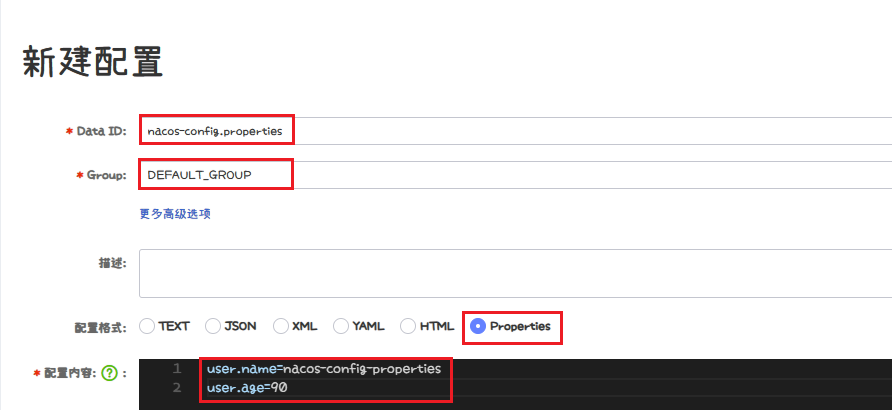 新建配置
* Data ID: nacos-config.properties
* Group: DEFAULT_GROUP
更多高级选项
描述:
配置格式: TEXT JSON XML YAML HTML Properties
* 配置内容: ? : 1 user.name=nacos-config-properties
2 user.age=90